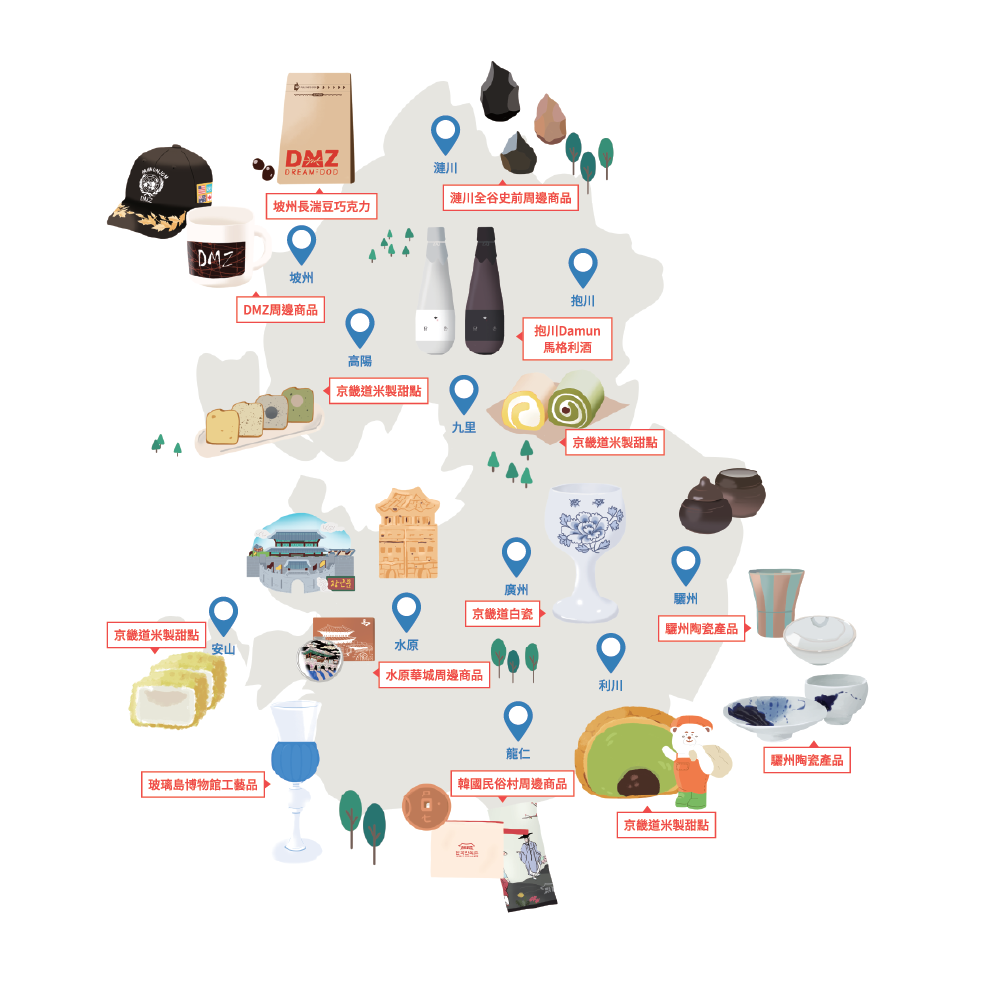 DMZ
DREAMFOOD
漣川
漣川全谷史前周邊商品
坡州長湍豆巧克力
DMZ
DMZ
坡州
DMZ周邊商品
抱川
抱川Damun
馬格利酒
高陽
京畿道米製甜點
九里
京畿道米製甜點
廣州
京畿道白瓷
驪州
驪州陶瓷產品
京畿道米製甜點
安山
水原
水原華城周邊商品
利川
龍仁
驪州陶瓷產品
玻璃島博物館工藝品
韓國民俗村周邊商品
京畿道米製甜點